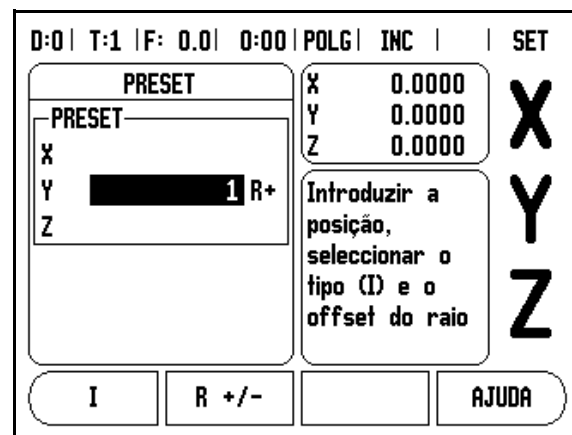 D:0 | T:1 | F: 0.0 | 0:00 | POLG | INC | | SET
PRESET
PRESET
X
Y 1 R+
Z
X 0.0000
Y 0.0000
Z 0.0000
Introduzir a
posição,
seleccionar o
tipo (I) e o
offset do raio
X
Y
Z
I
R +/-
AJUDA